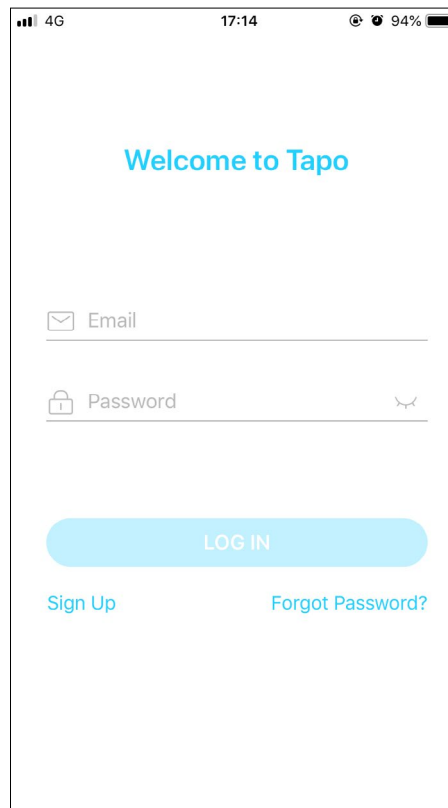 4G 17:14 94%
Welcome to Tapo
Email
Password
LOG IN
Sign Up Forgot Password?